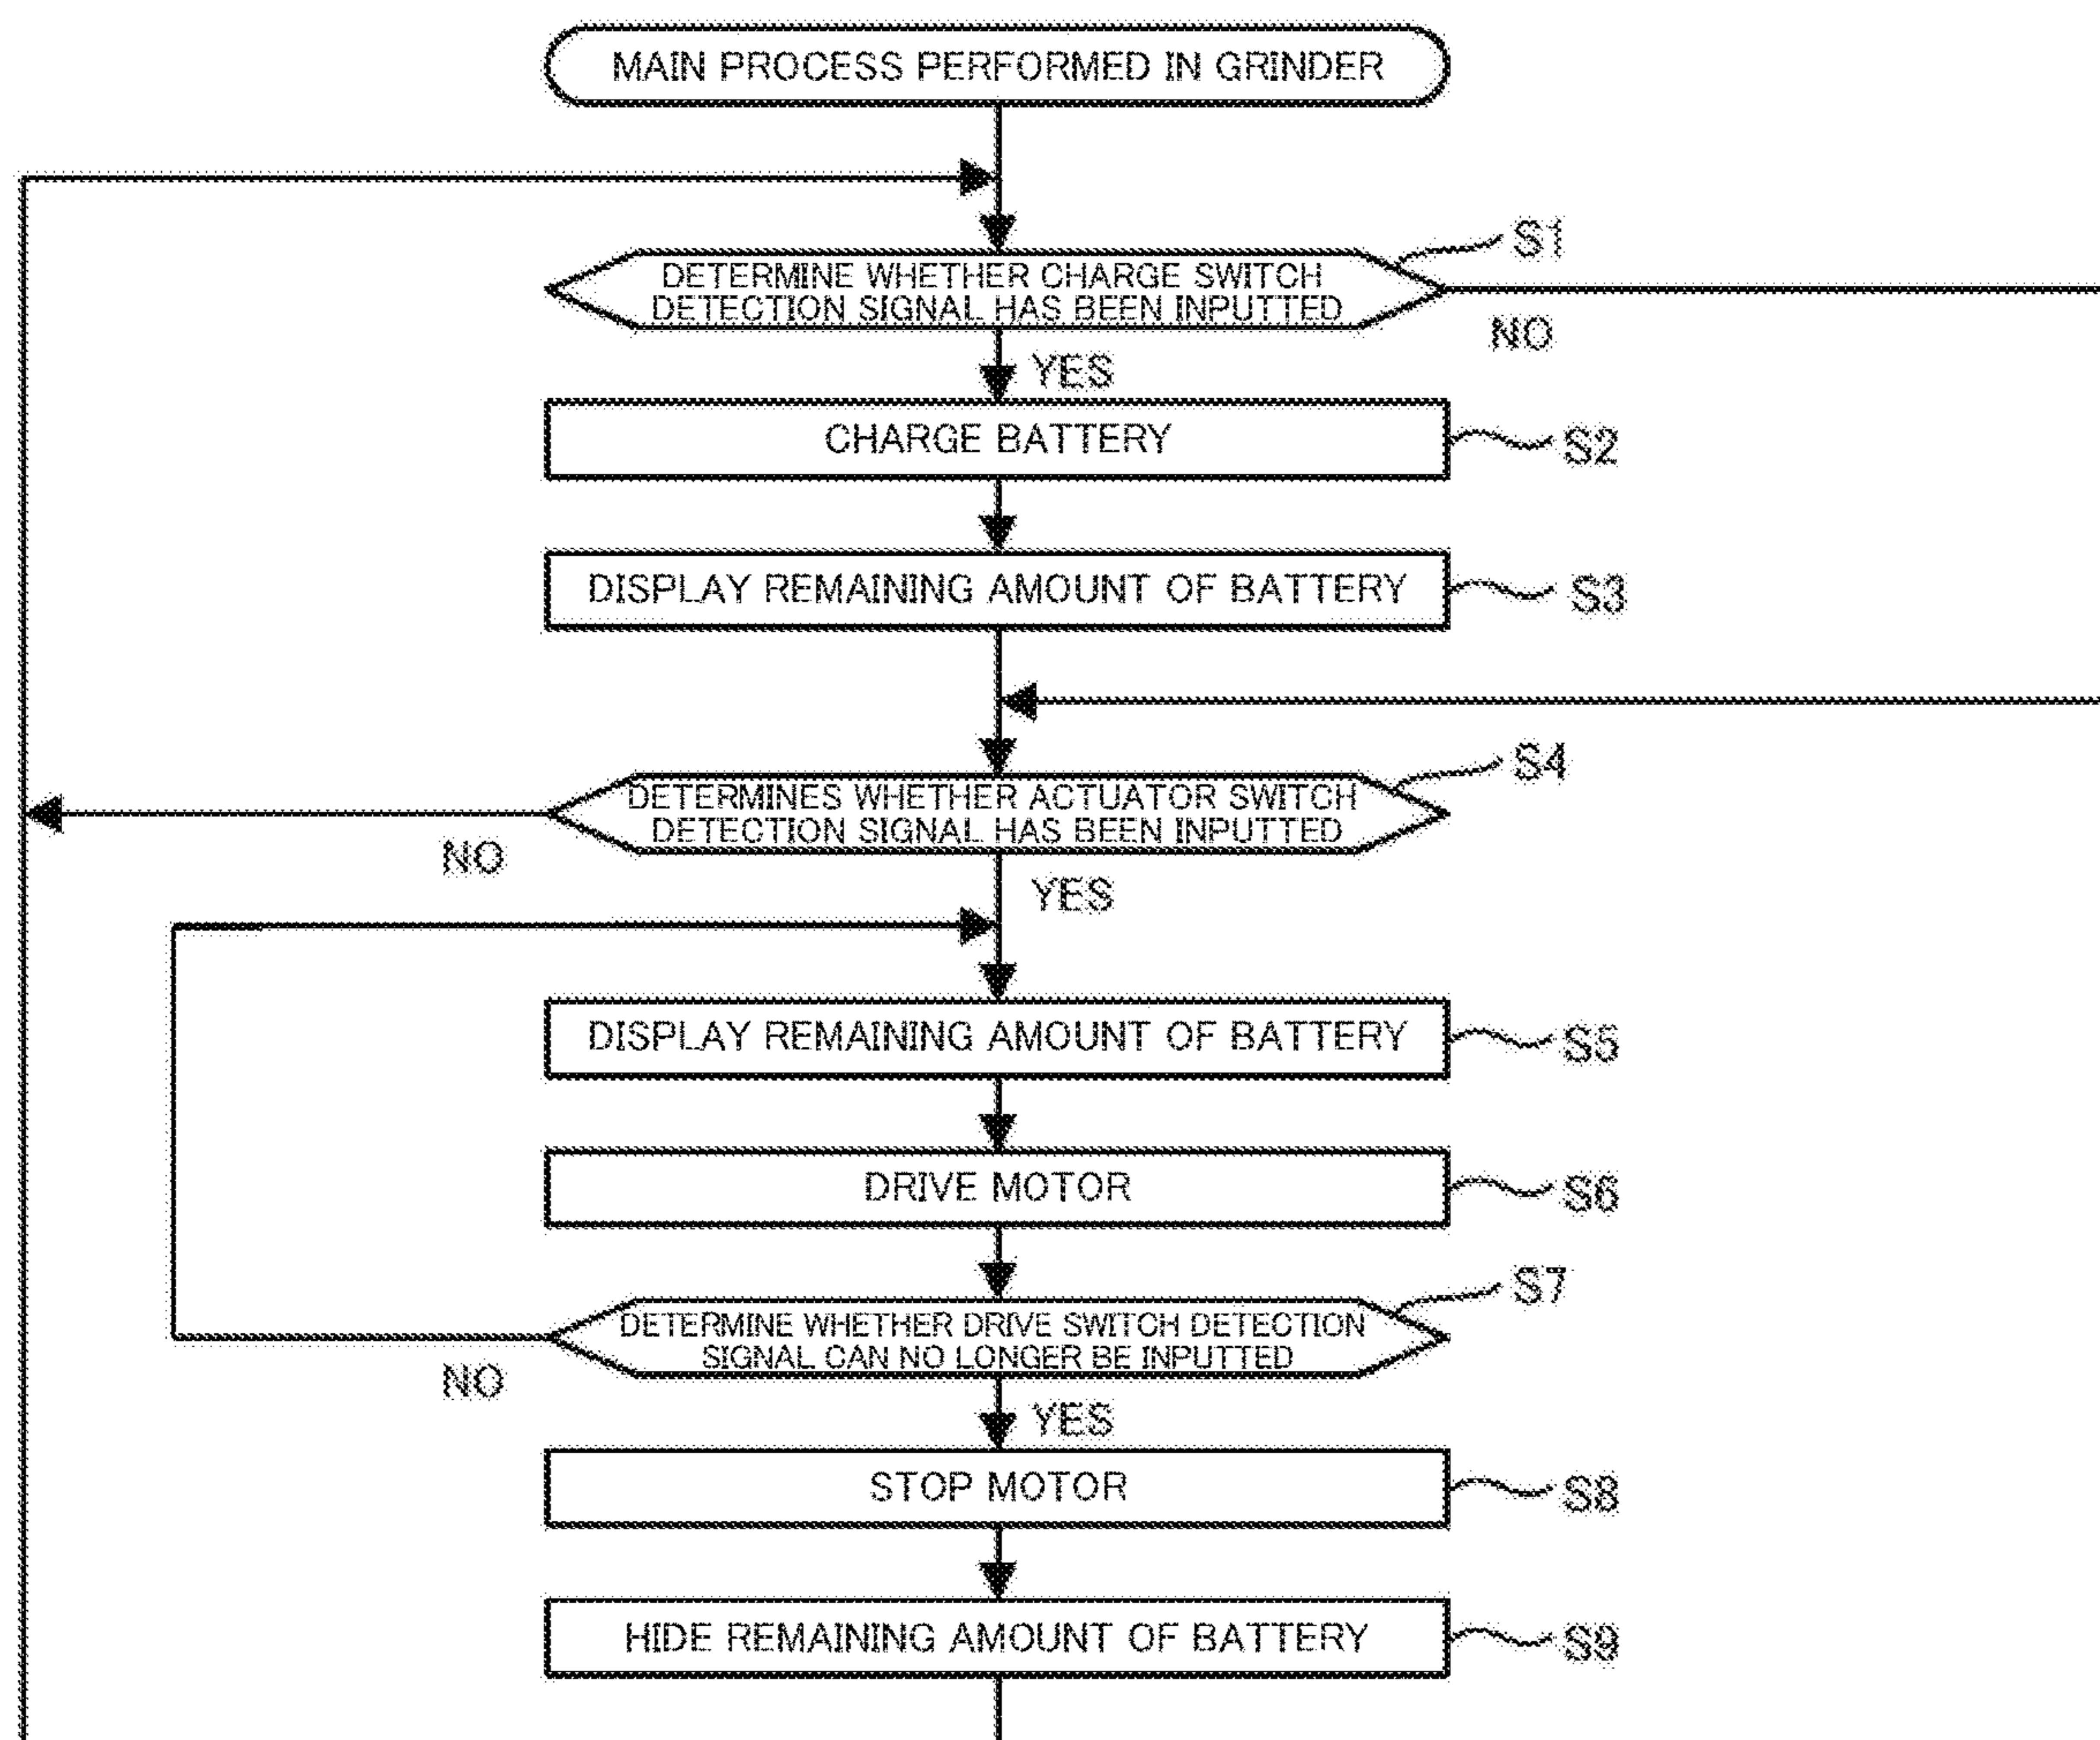 MAIN PROCESS PERFORMED IN GRINDER
S1
DETERMINE WHETHER CHARGE SWITCH
DETECTION SIGNAL HAS BEEN INPUTTED
NO
YES
CHARGE BATTERY
S2
DISPLAY REMAINING AMOUNT OF BATTERY
S3
S4
DETERMINES WHETHER ACTUATOR SWITCH
DETECTION SIGNAL HAS BEEN INPUTTED
NO
YES
DISPLAY REMAINING AMOUNT OF BATTERY
S5
DRIVE MOTOR
S6
S7
DETERMINE WHETHER DRIVE SWITCH DETECTION
SIGNAL CAN NO LONGER BE INPUTTED
NO
YES
STOP MOTOR
S8
HIDE REMAINING AMOUNT OF BATTERY
S9